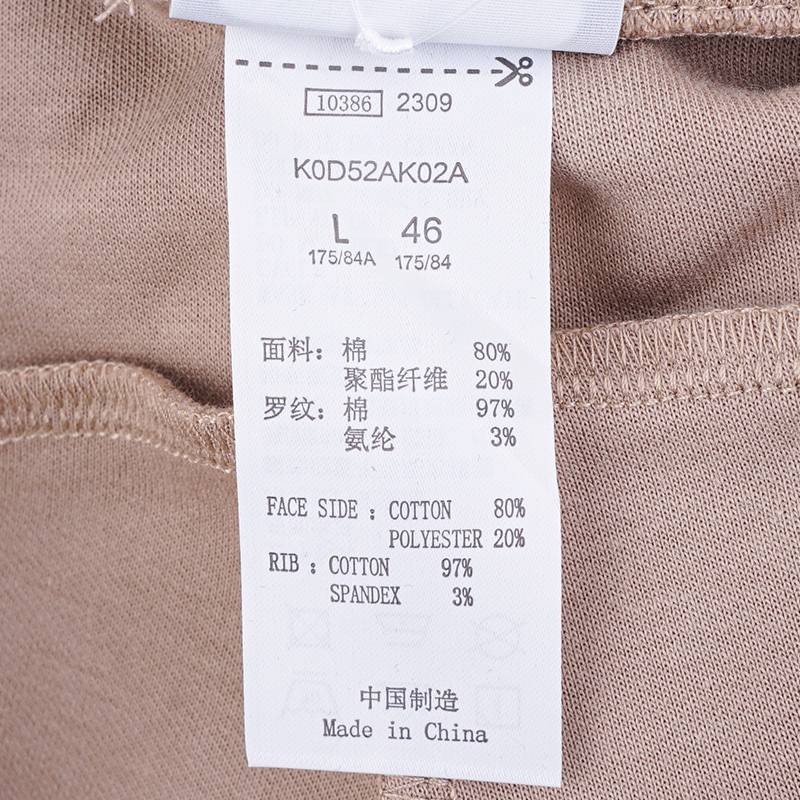 10386 2309
K0D52AK02A
L 46
175/84A 175/84
面料：棉 80%
聚酯纤维 20%
罗纹：棉 97%
氨纶 3%
FACE SIDE : COTTON 80%
POLYESTER 20%
RIB : COTTON 97%
SPANDEX 3%
中国制造
Made in China